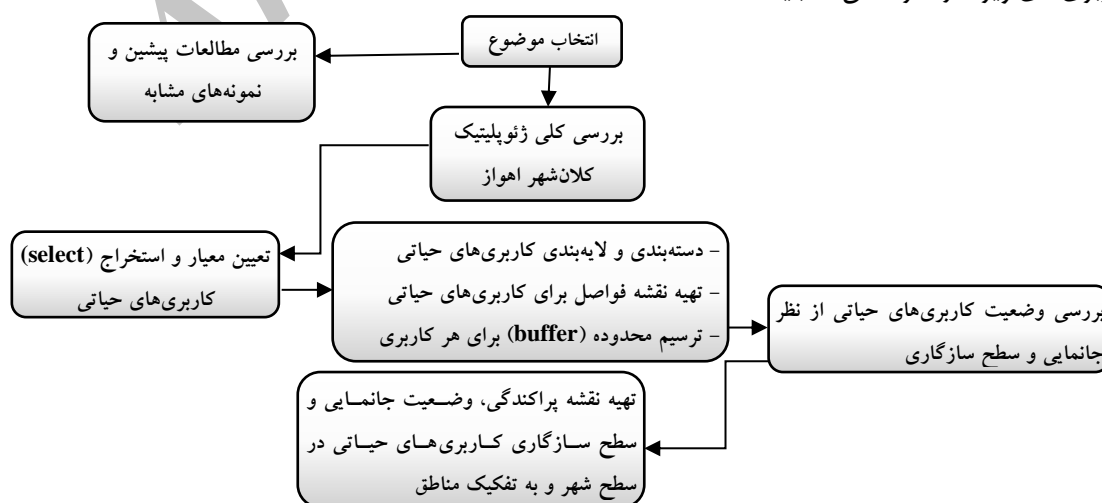 انتخاب موضوع
بررسی مطالعات پیشین و
نمونه‌های مشابه
بررسی کلی ژئوپلیتیک
کلان‌شهر اهواز
تعیین معیار و استخراج (select)
کاربری‌های حیاتی
- دسته‌بندی و لایه‌بندی کاربری‌های حیاتی
- تهیه نقشه فواصل برای کاربری‌های حیاتی
- ترسیم محدوده (buffer) برای هر کاربری
بررسی وضعیت کاربری‌های حیاتی از نظر
جانمایی و سطح سازگاری
تهیه نقشه پراکندگی، وضعیت جانمایی و
سطح سازگاری کاربری‌های حیاتی در
سطح شهر و به تفکیک مناطق